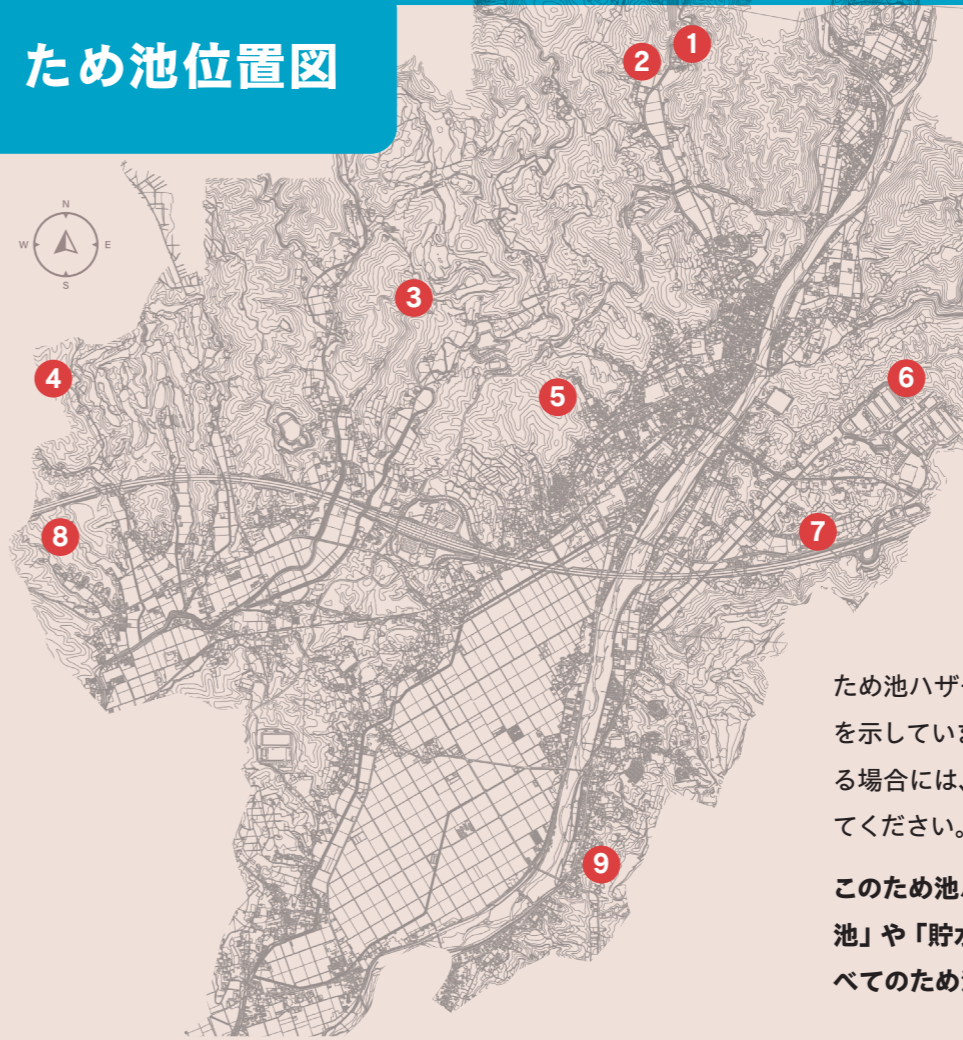 ため池位置図
1
2
N
W
E
S
3
4
5
6
7
8
9
ため池ハザ
を示してい
る場合には、
てください。
このため池
池」や「貯
べてのため